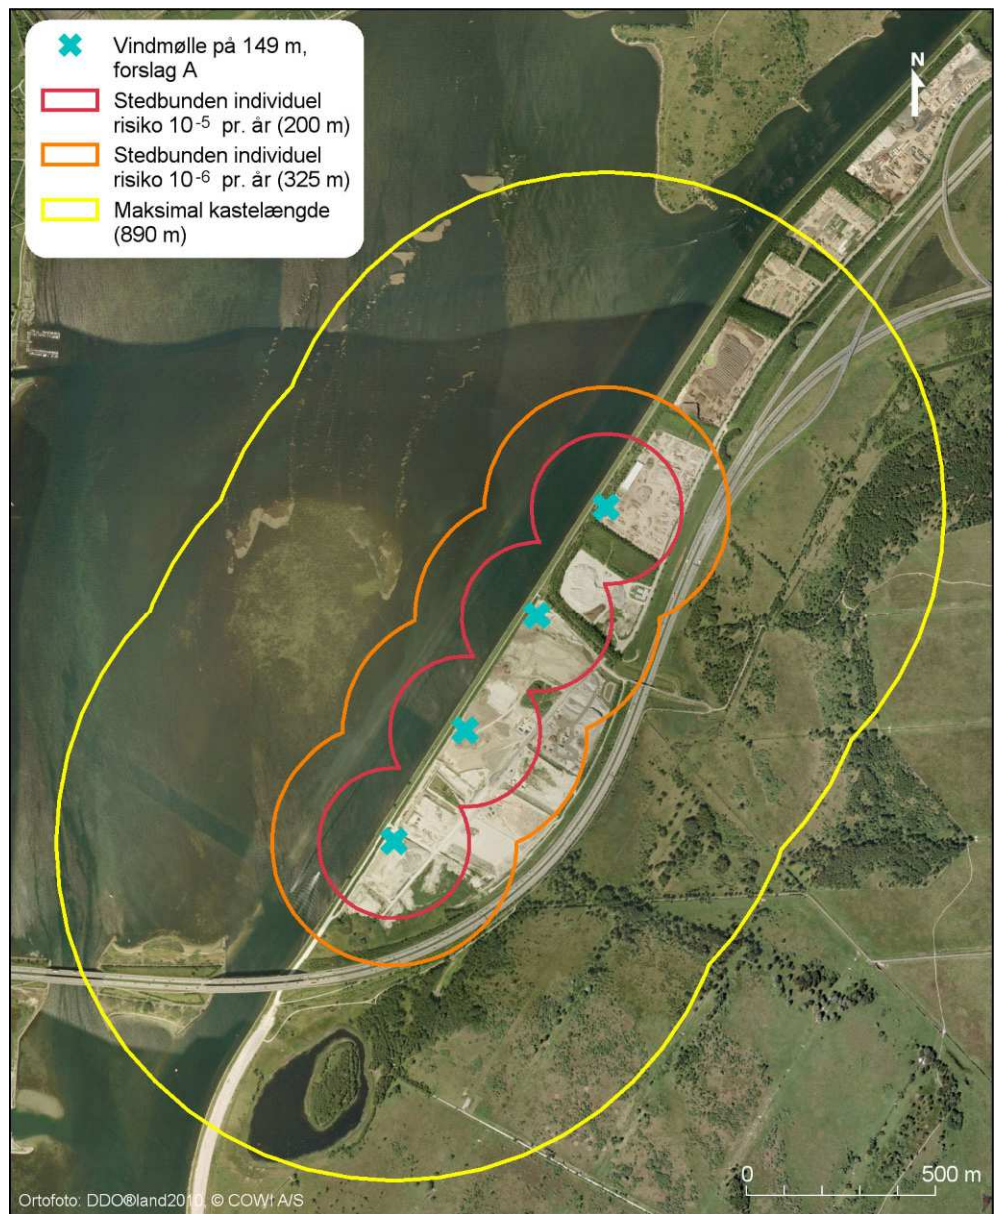 Vindmølle på 149 m,
forslag A
Stedbunden individuel
risiko 10-5 pr. år (200 m)
Stedbunden individuel
risiko 10-6 pr. år (325 m)
Maksimal kastelængde
(890 m)
N
0 500 m
Ortofoto: DDO®land2010, © COWI A/S